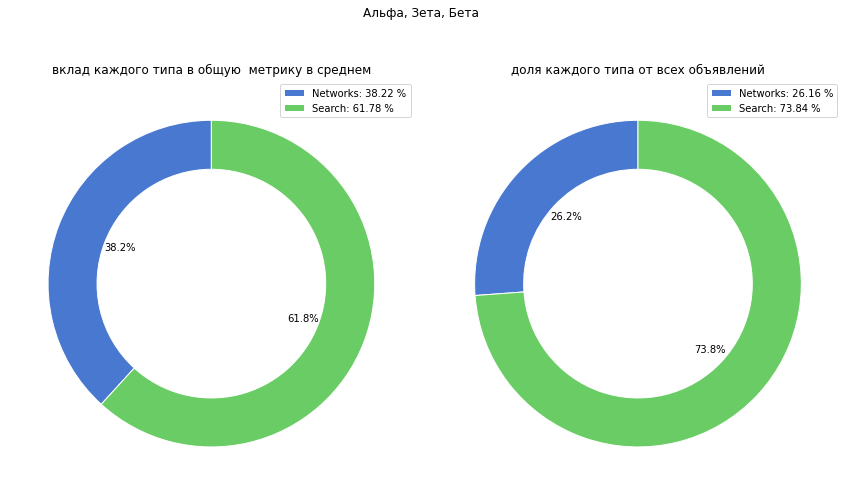 Альфа, Зета, Бета
вклад каждого типа в общую  метрику в среднем
Networks: 38.22 %
Search: 61.78 %
38.2%
61.8%
доля каждого типа от всех объявлений
Networks: 26.16 %
Search: 73.84 %
26.2%
73.8%